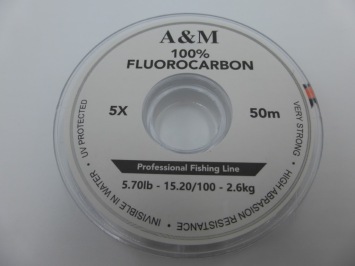 A&M
100%
FLUOROCARBON
5X
50m
Professional Fishing Line
5.70lb - 15.20/100 - 2.6kg
UV PROTECTED • INVISIBLE IN WATER • HIGH ABRASION RESISTANCE • VERY STRONG